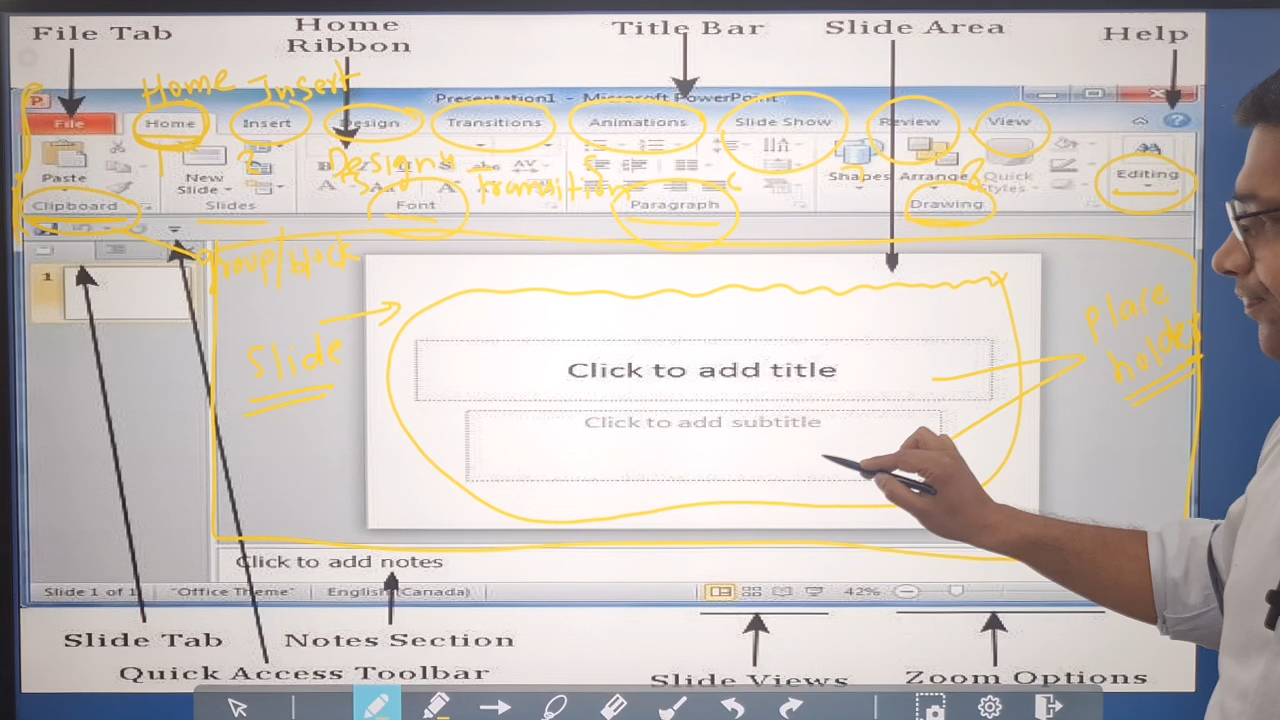 File Tab
Home Ribbon
Title Bar
Slide Area
Help
Home Insert
Presentation1 - Microsoft PowerPoint
File Home Insert Design Transitions Animations Slide Show Review View
Design
Transition
Paste
New Slide
Shapes Arrange Quick Styles
Editing
Clipboard Slides Font Paragraph Drawing
group/block
1
Slide
Place holder
Click to add title
Click to add subtitle
Click to add notes
Slide 1 of 1 "Office Theme" English (Canada) 42%
Slide Tab
Notes Section
Quick Access Toolbar
Slide Views
Zoom Options